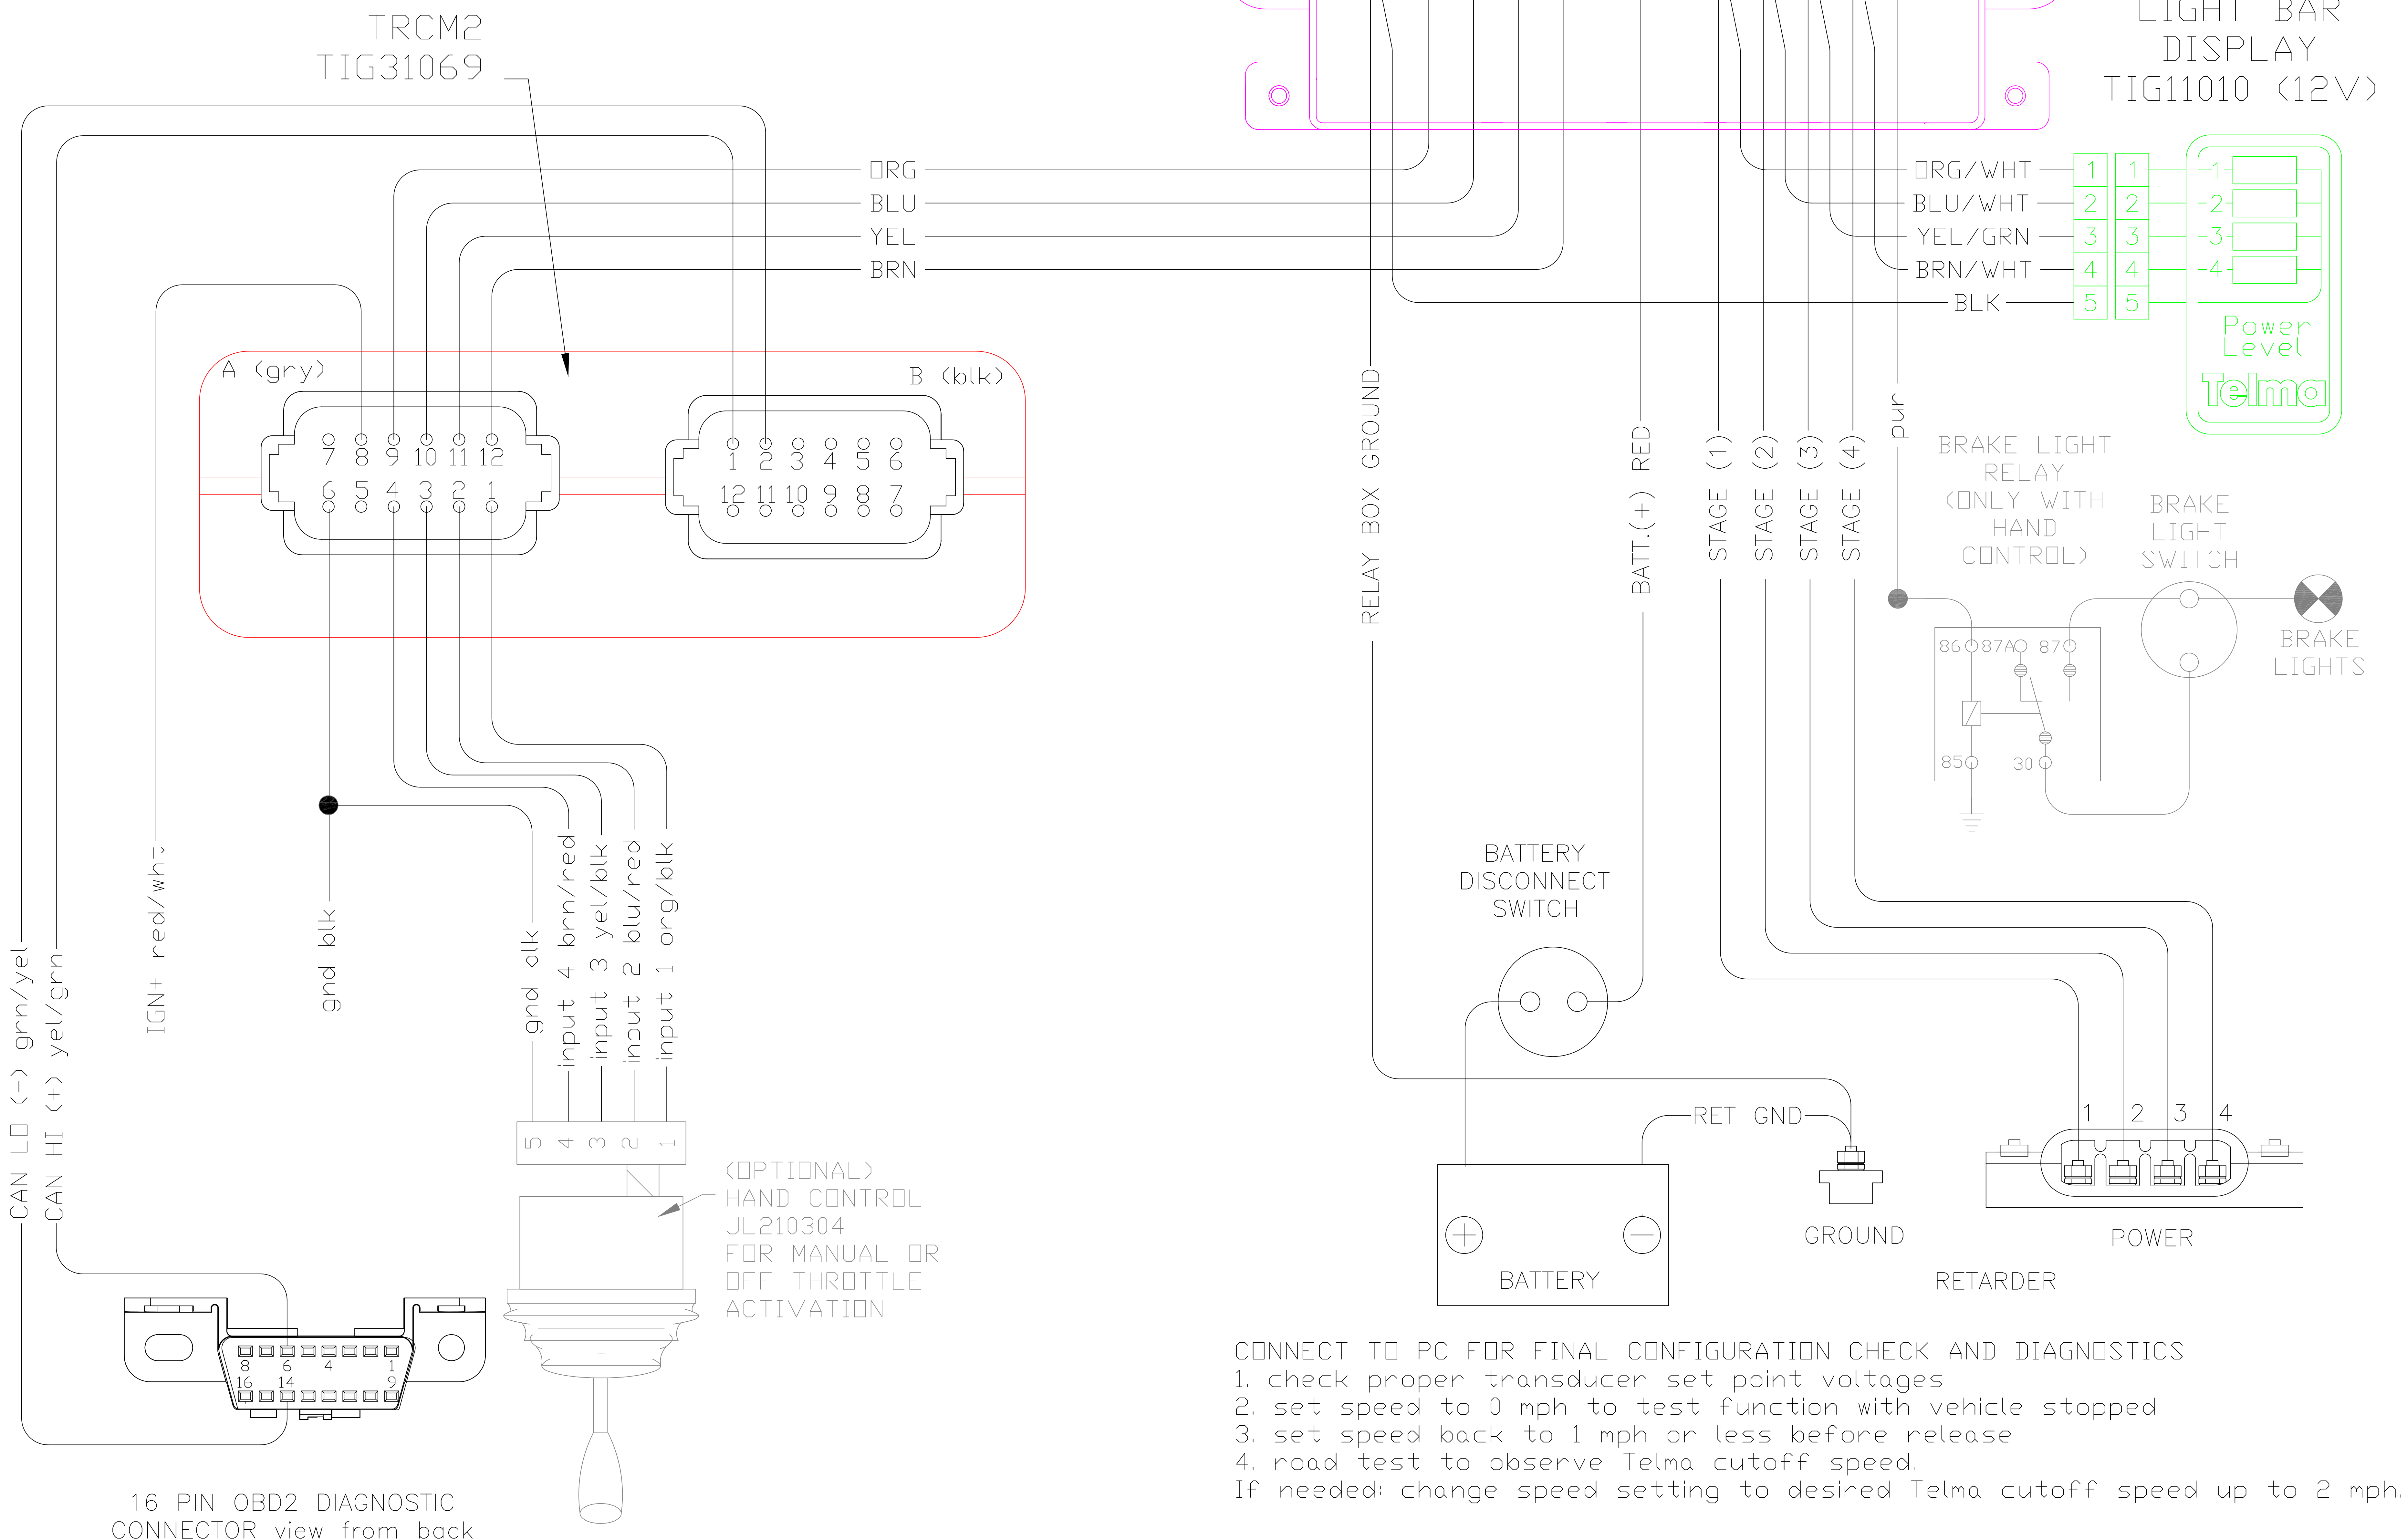 TRCM2
TIG31069
LIGHT BAR
DISPLAY
TIG11010 (12V)
ORG
BLU
YEL
BRN
ORG/WHT
BLU/WHT
YEL/GRN
BRN/WHT
BLK
1 1
2 2
3 3
4 4
5 5
1
2
3
4
Power
Level
Telma
A (gry)
B (blk)
7 8 9 10 11 12
6 5 4 3 2 1
1 2 3 4 5 6
12 11 10 9 8 7
RELAY BOX GROUND
BATT.(+) RED
STAGE (1)
STAGE (2)
STAGE (3)
STAGE (4)
pur
BRAKE LIGHT
RELAY
(ONLY WITH
HAND
CONTROL)
BRAKE
LIGHT
SWITCH
BRAKE
LIGHTS
86 87A 87
85 30
CAN LO (-) grn/yel
CAN HI (+) yel/grn
IGN+ red/wht
gnd blk
gnd blk
input 4 brn/red
input 3 yel/blk
input 2 blu/red
input 1 org/blk
5 4 3 2 1
(OPTIONAL)
HAND CONTROL
JL210304
FOR MANUAL OR
OFF THROTTLE
ACTIVATION
BATTERY
DISCONNECT
SWITCH
RET GND
BATTERY
GROUND
1 2 3 4
POWER
RETARDER
8 6 4 1
16 14 9
16 PIN OBD2 DIAGNOSTIC
CONNECTOR view from back
CONNECT TO PC FOR FINAL CONFIGURATION CHECK AND DIAGNOSTICS
1. check proper transducer set point voltages
2. set speed to 0 mph to test function with vehicle stopped
3. set speed back to 1 mph or less before release
4. road test to observe Telma cutoff speed.
If needed: change speed setting to desired Telma cutoff speed up to 2 mph.